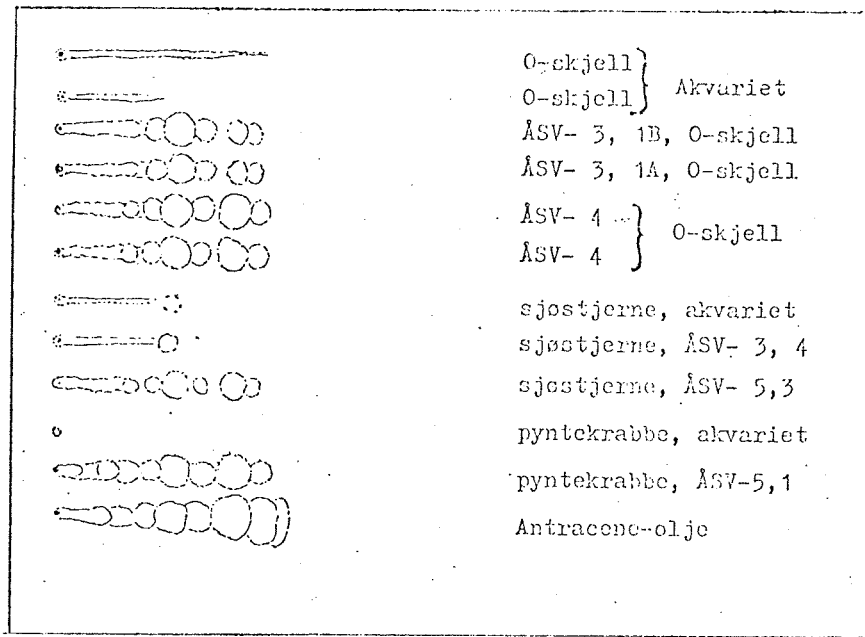 O-skjell
O-skjell } Akvariet
ÅSV- 3, 1B, O-skjell
ÅSV- 3, 1A, O-skjell
ÅSV- 4
ÅSV- 4 } O-skjell
sjøstjerne, akvariet
sjøstjerne, ÅSV- 3, 4
sjøstjerne, ÅSV- 5,3
pyntekrabbe, akvariet
pyntekrabbe, ÅSV-5,1
Antracene-olje